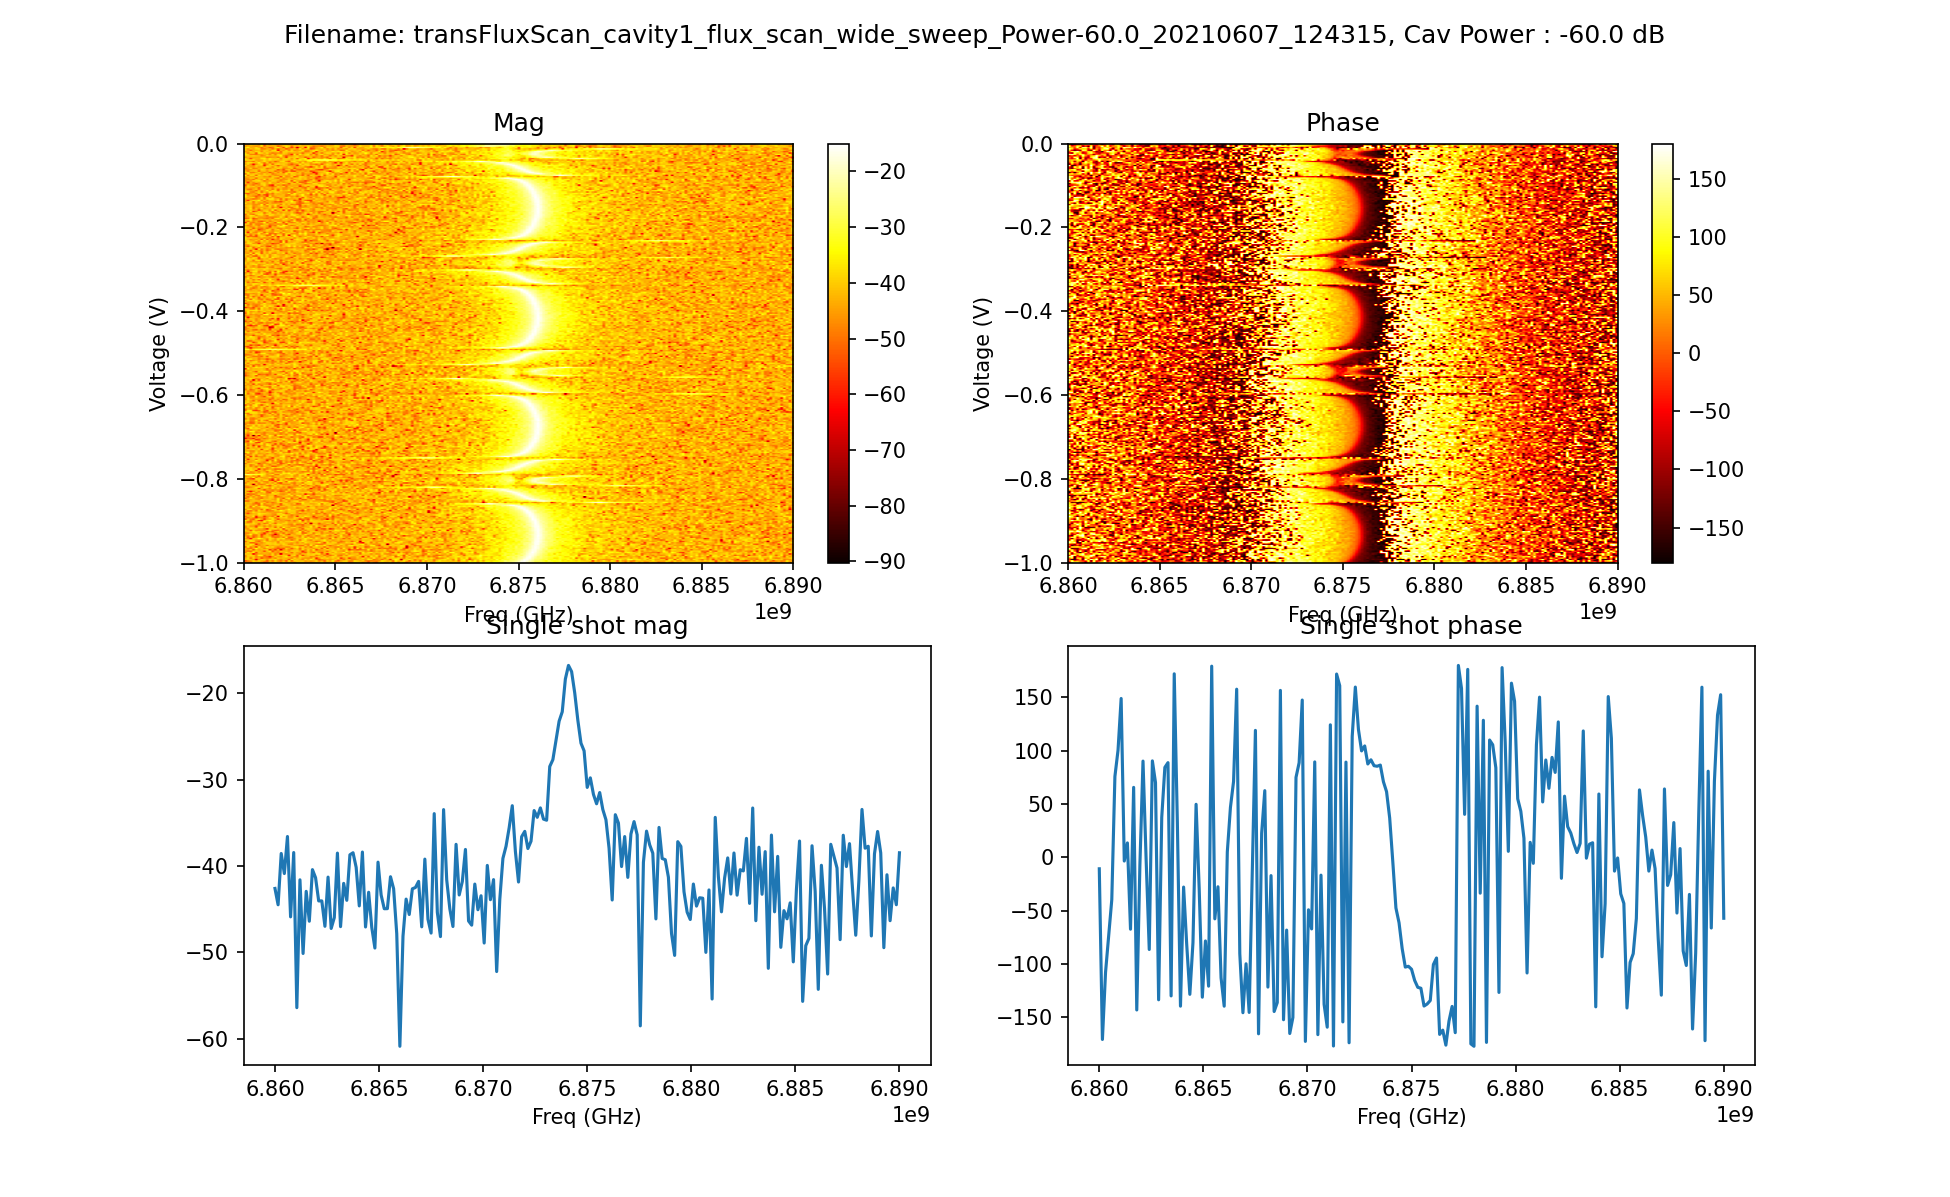 Filename: transFluxScan_cavity1_flux_scan_wide_sweep_Power-60.0_20210607_124315, Cav Power : -60.0 dB
Mag
0.0
−0.2
−0.4
−0.6
−0.8
−1.0
Voltage (V)
6.860 6.865 6.870 6.875 6.880 6.885 6.890
1e9
Freq (GHz)
−20
−30
−40
−50
−60
−70
−80
−90
Phase
0.0
−0.2
−0.4
−0.6
−0.8
−1.0
Voltage (V)
6.860 6.865 6.870 6.875 6.880 6.885 6.890
1e9
Freq (GHz)
150
100
50
0
−50
−100
−150
Single shot mag
−20
−30
−40
−50
−60
6.860 6.865 6.870 6.875 6.880 6.885 6.890
1e9
Freq (GHz)
Single shot phase
150
100
50
0
−50
−100
−150
6.860 6.865 6.870 6.875 6.880 6.885 6.890
1e9
Freq (GHz)